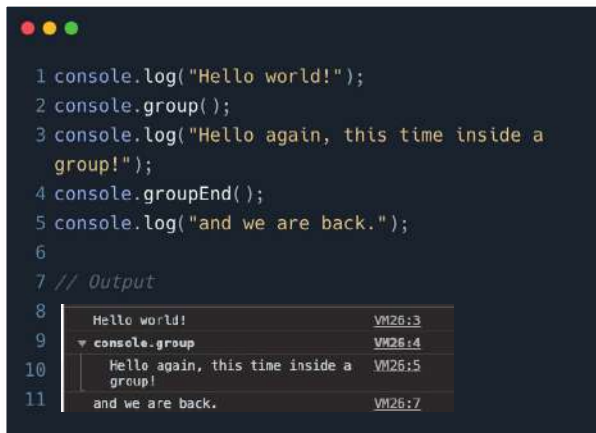 1 console.log("Hello world!");
2 console.group();
3 console.log("Hello again, this time inside a
group!");
4 console.groupEnd();
5 console.log("and we are back.");
6
7 // Output
8
Hello world! VM26:3
9
▼ console.group VM26:4
10
Hello again, this time inside a VM26:5
group!
11
and we are back. VM26:7